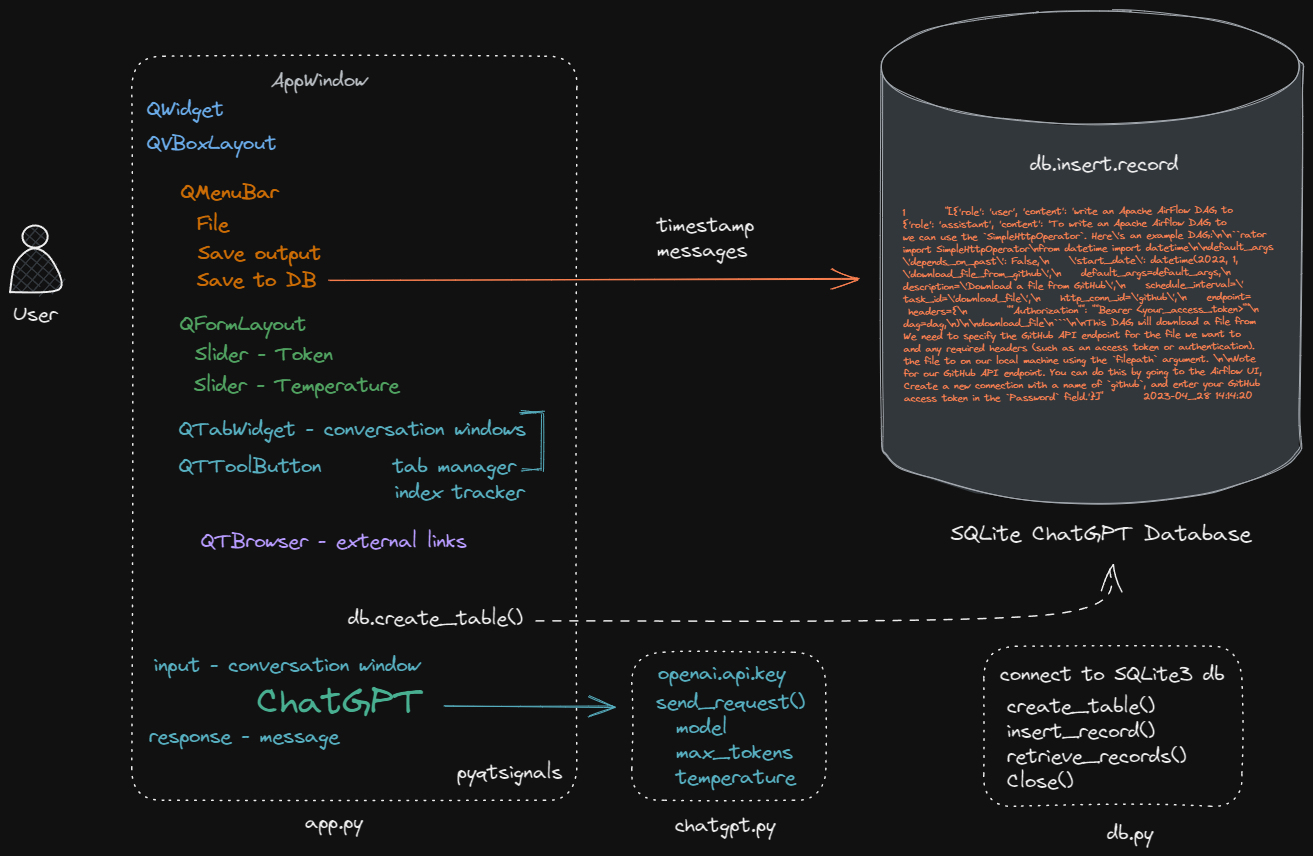 AppWindow
QWidget
QVBoxLayout
QMenuBar
File
Save output
Save to DB
QFormLayout
Slider - Token
Slider - Temperature
QTabWidget - conversation windows
QTToolButton
tab manager
index tracker
QTBrowser - external links
db.create_table()
input - conversation window
ChatGPT
response - message
pyqtsignals
app.py
User
timestamp
messages
db.insert.record
1 "[{'role': 'user', 'content': 'write an Apache AirFlow DAG to
{'role': 'assistant', 'content': 'To write an Apache AirFlow DAG to
we can use the `SimpleHttpOperator`. Here\'s an example DAG:\n\n```rator
import SimpleHttpOperator\nfrom datetime import datetime\n\ndefault_args
\depends_on_past\: False,\n \start_date\: datetime(2022, 1,
\download_file_from_github\,\n default_args=default_args,\n
description=\Download a file from GitHub\,\n schedule_interval=\
task_id=\download_file\,\n http_conn_id=\github\,\n endpoint=
headers={\n ""Authorization"": ""Bearer <your_access_token>""\n
dag=dag,\n)\n\ndownload_file\n```\n\nThis DAG will download a file from
We need to specify the GitHub API endpoint for the file we want to
and any required headers (such as an access token or authentication).
the file to on our local machine using the `filepath` argument. \n\nNote
for our GitHub API endpoint. You can do this by going to the Airflow UI,
Create a new connection with a name of `github`, and enter your GitHub
access token in the `Password` field.'}]" 2023-04_28 14:14:20
SQLite ChatGPT Database
openai.api.key
send_request()
model
max_tokens
temperature
chatgpt.py
connect to SQLite3 db
create_table()
insert_record()
retrieve_records()
Close()
db.py